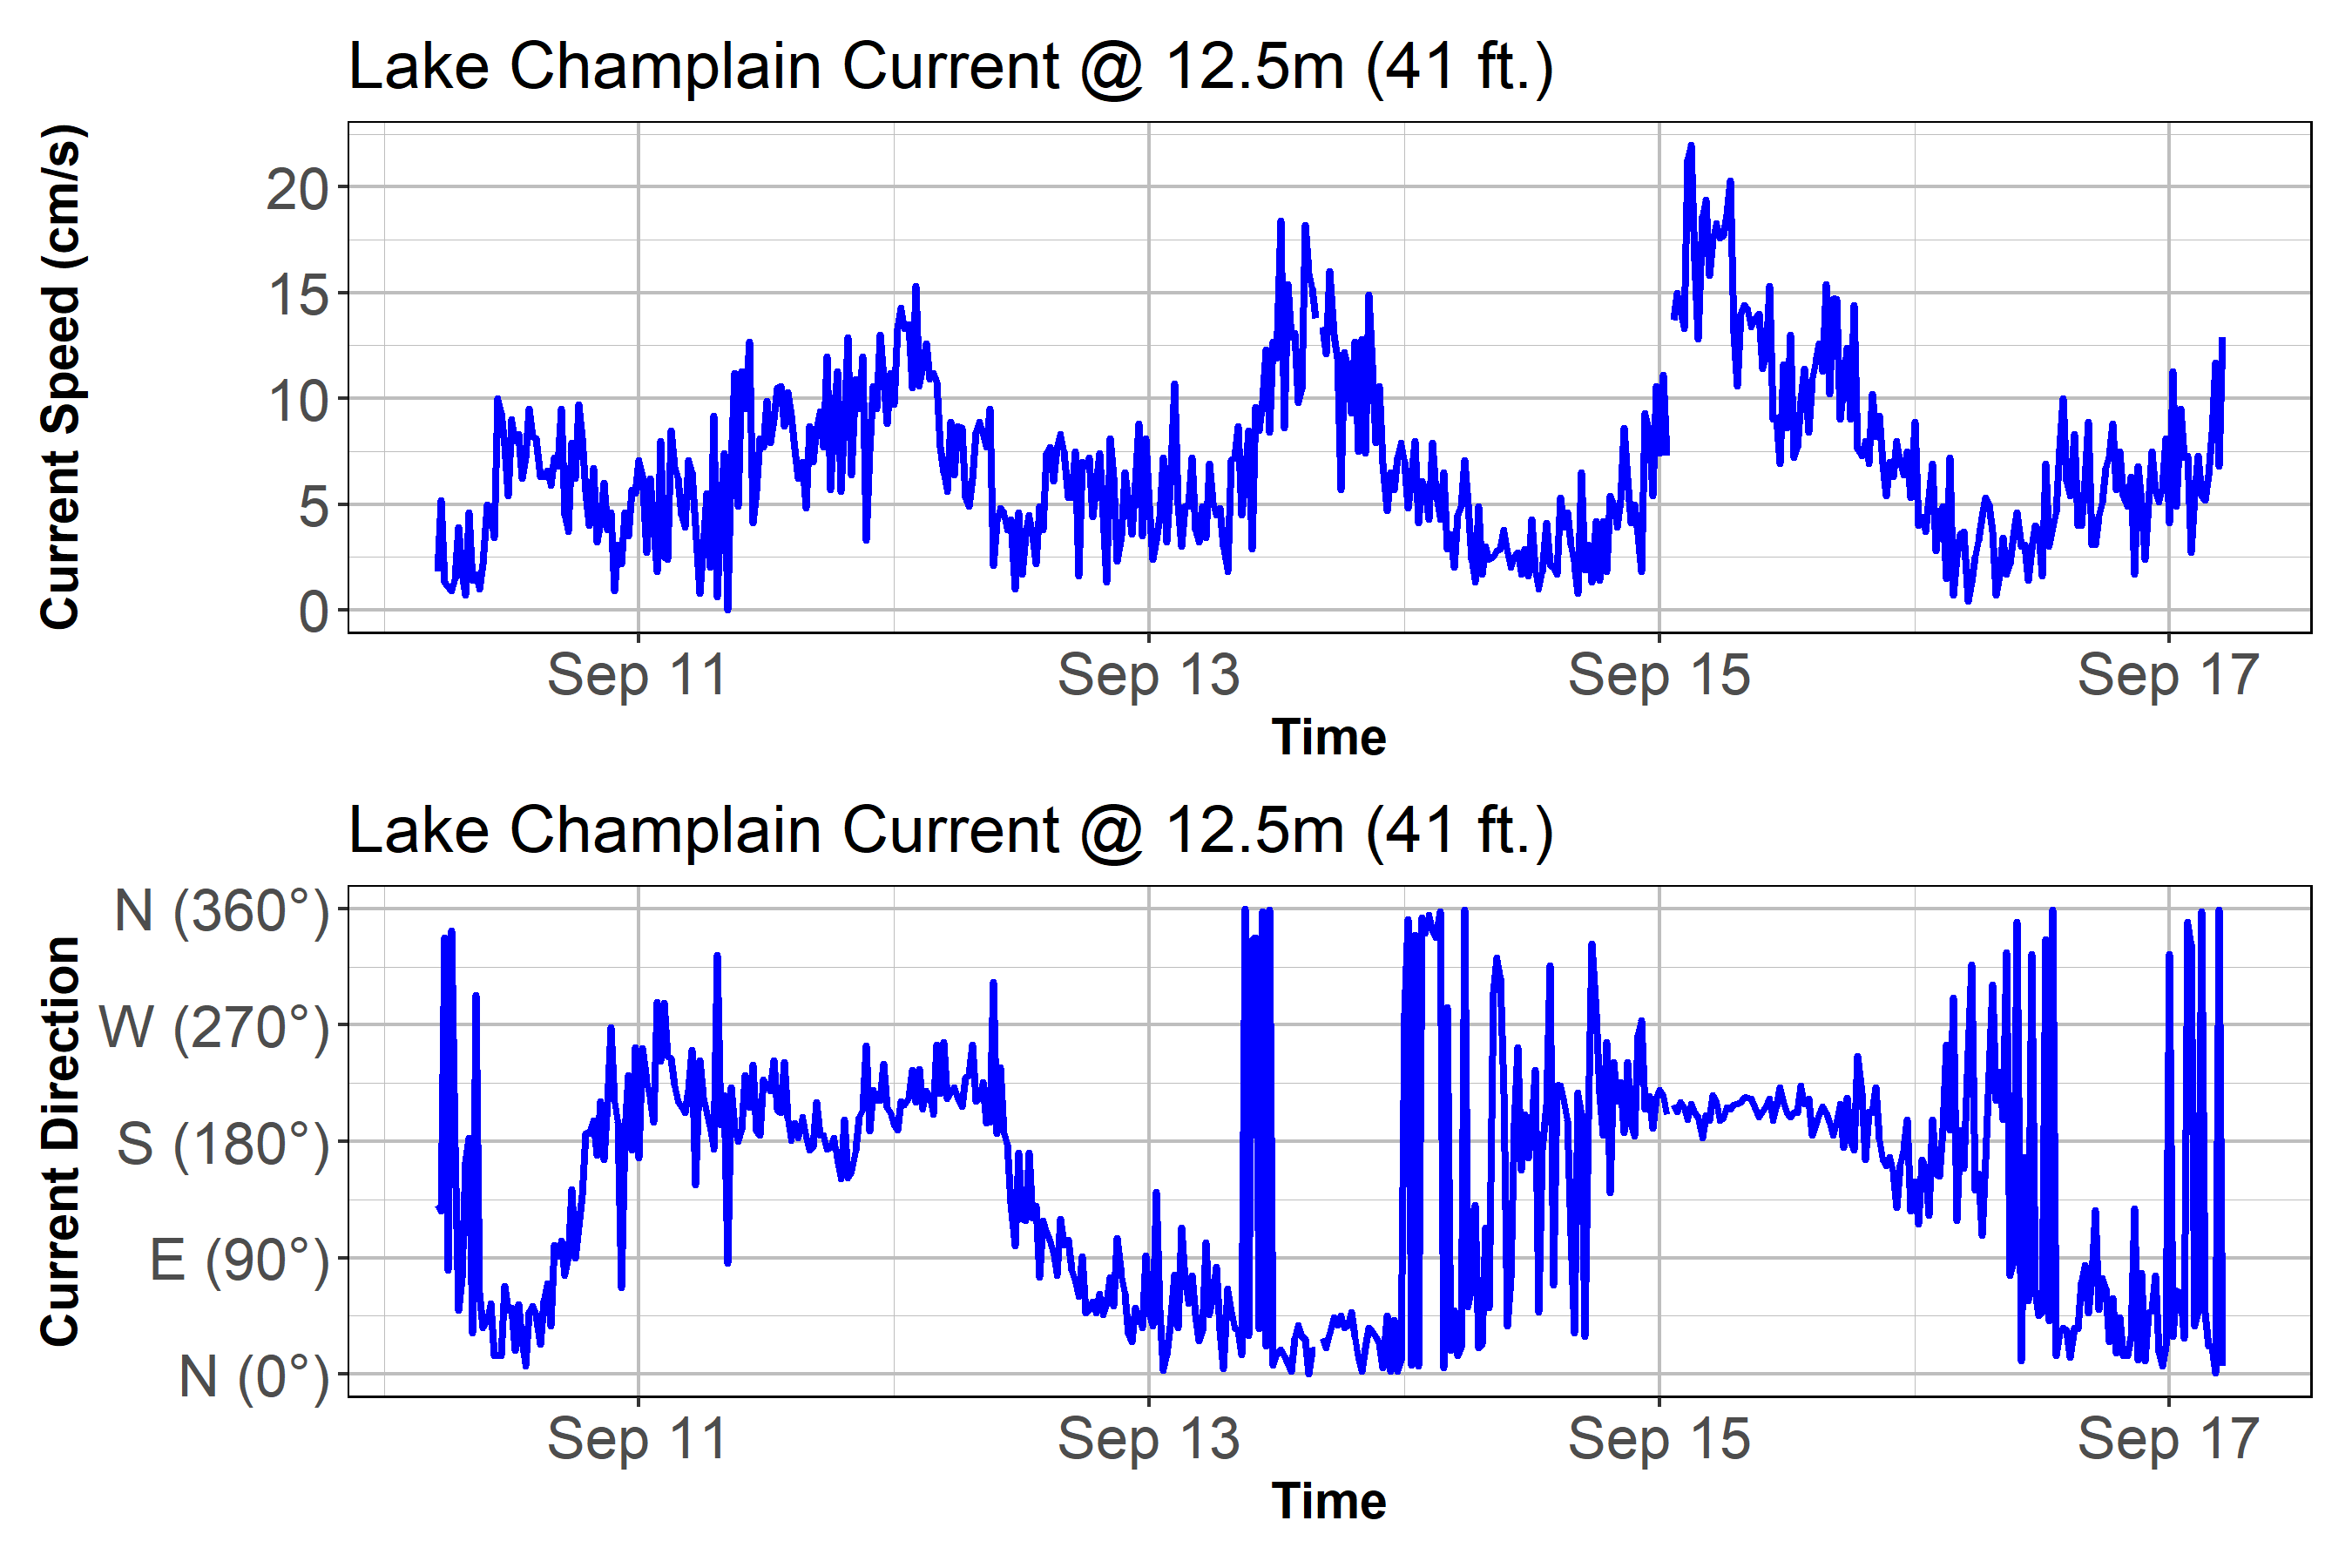 Lake Champlain Current @ 12.5m (41 ft.)
Current Speed (cm/s)
20
15
10
5
0
Sep 11 Sep 13 Sep 15 Sep 17
Time
Lake Champlain Current @ 12.5m (41 ft.)
Current Direction
N (360°)
W (270°)
S (180°)
E (90°)
N (0°)
Sep 11 Sep 13 Sep 15 Sep 17
Time